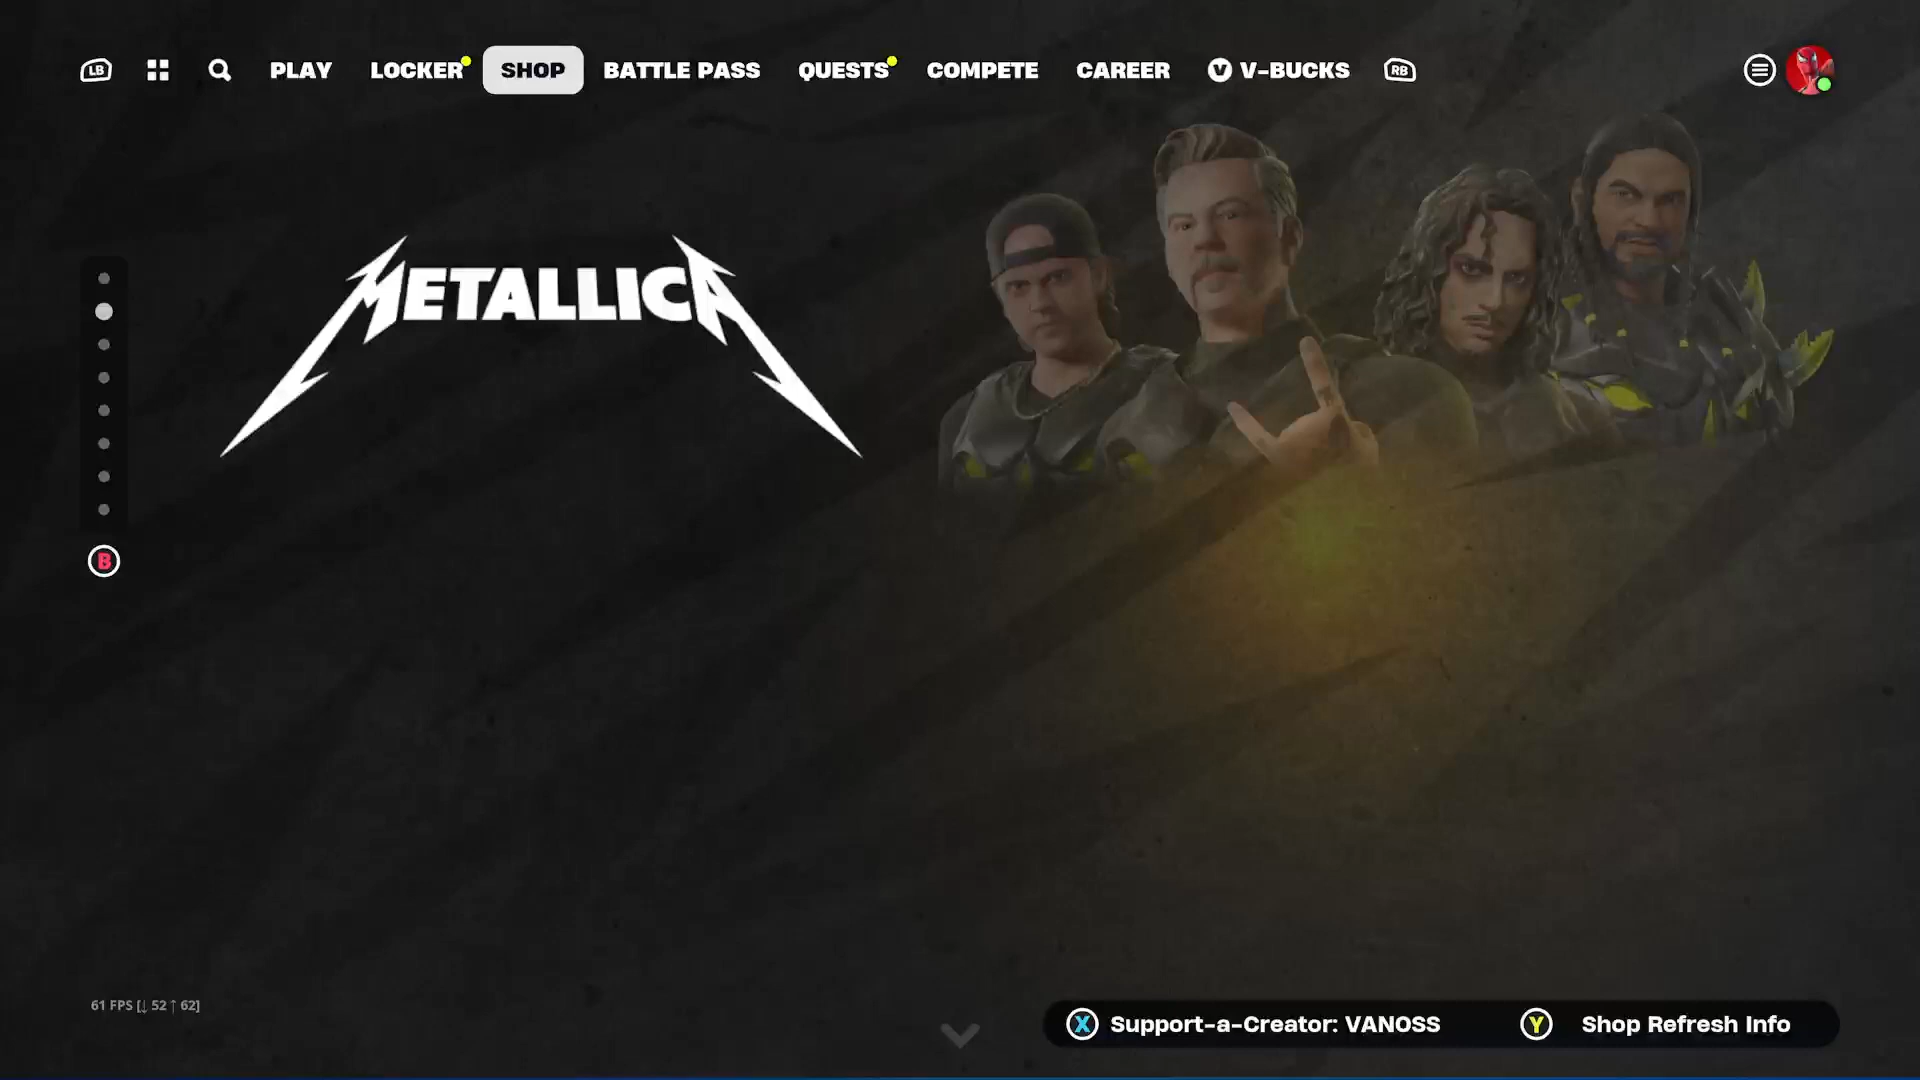 LB PLAY LOCKER SHOP BATTLE PASS QUESTS COMPETE CAREER V V-BUCKS RB
METALLICA
B
61 FPS [↓ 52 ↑ 62]
X Support-a-Creator: VANOSS Y Shop Refresh Info